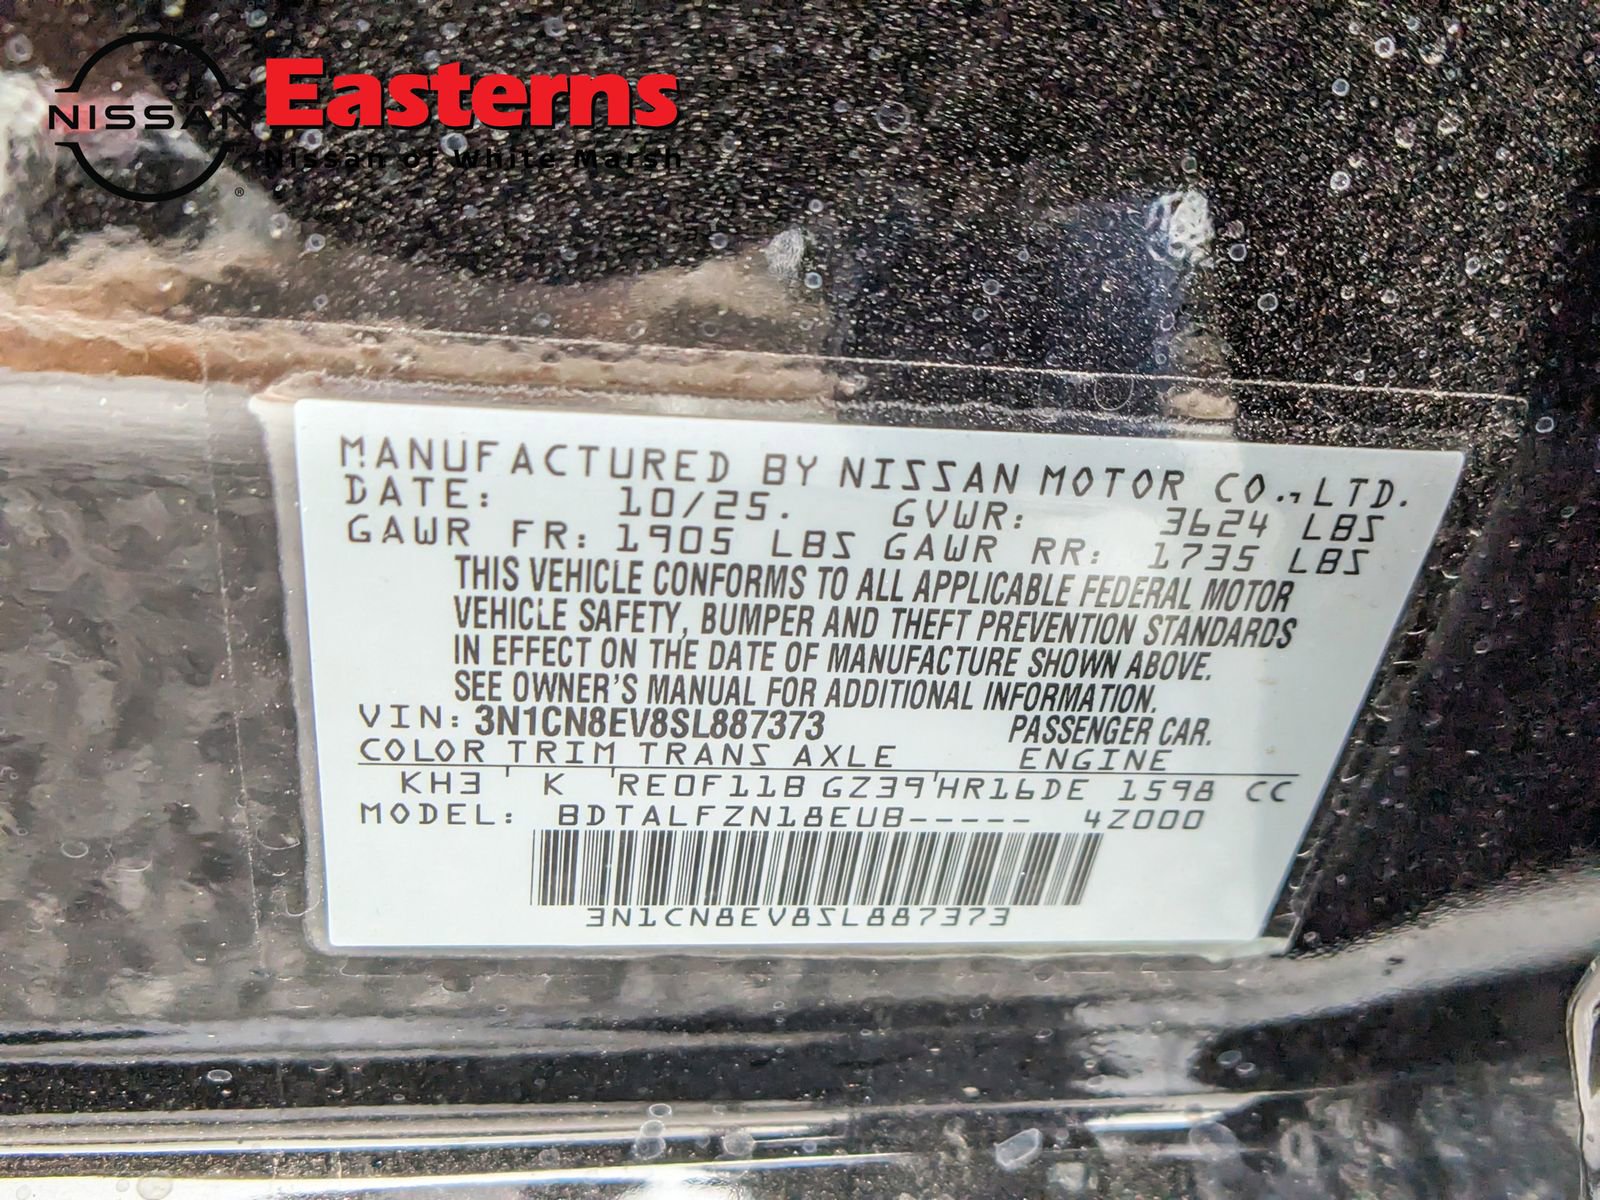 NISSAN
®
Easterns
Nissan of White Marsh
MANUFACTURED BY NISSAN MOTOR CO., LTD.
DATE: 10/25. GVWR: 3624 LBS
GAWR FR: 1905 LBS GAWR RR: 1735 LBS
THIS VEHICLE CONFORMS TO ALL APPLICABLE FEDERAL MOTOR
VEHICLE SAFETY, BUMPER AND THEFT PREVENTION STANDARDS
IN EFFECT ON THE DATE OF MANUFACTURE SHOWN ABOVE.
SEE OWNER'S MANUAL FOR ADDITIONAL INFORMATION.
VIN: 3N1CN8EV8SL887373 PASSENGER CAR.
COLOR TRIM TRANS AXLE ENGINE
KH3 ' K 'RE0F11B GZ39'HR16DE 1598 CC
MODEL: BDTALFZN18EUB----- 4Z000
3N1CN8EV8SL887373